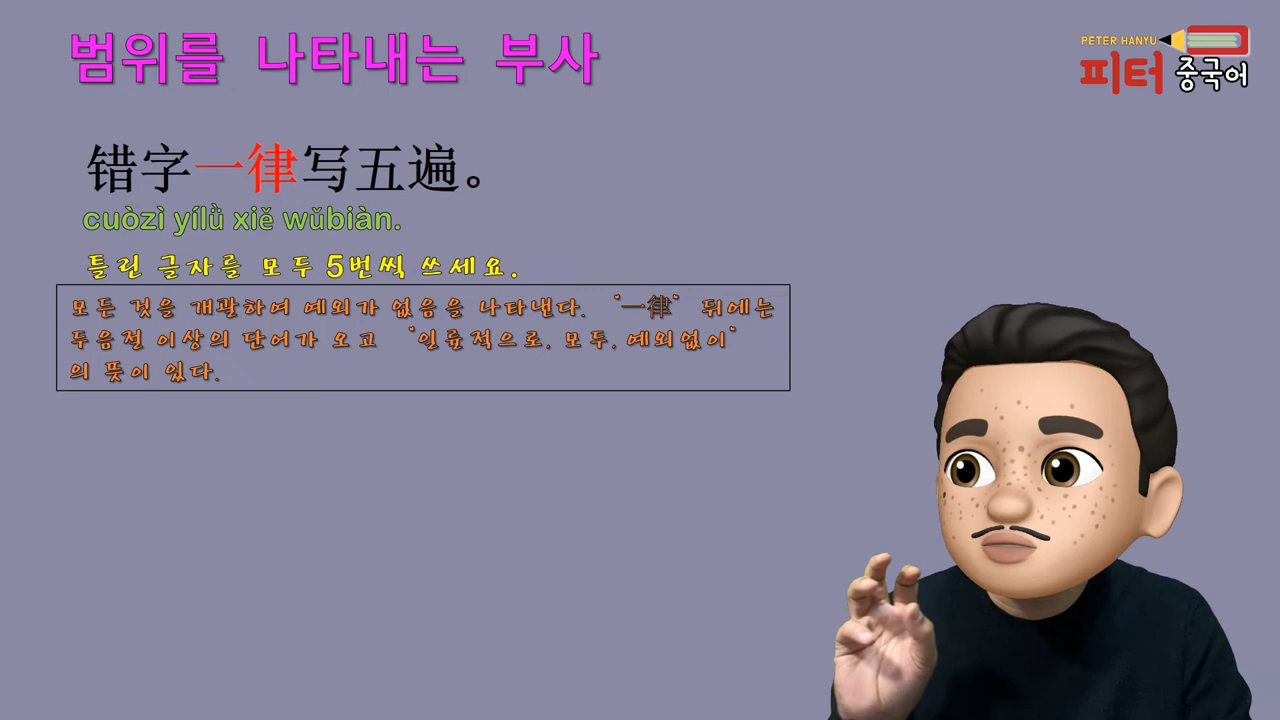 범위를 나타내는 부사
PETER HANYU
피터 중국어
错字一律写五遍。
cuòzì yílǜ xiě wǔbiàn.
틀린 글자를 모두 5번씩 쓰세요.
모든 것을 개괄하여 예외가 없음을 나타낸다. "一律" 뒤에는
두음절 이상의 단어가 오고 "일률적으로, 모두, 예외없이"
의 뜻이 있다.